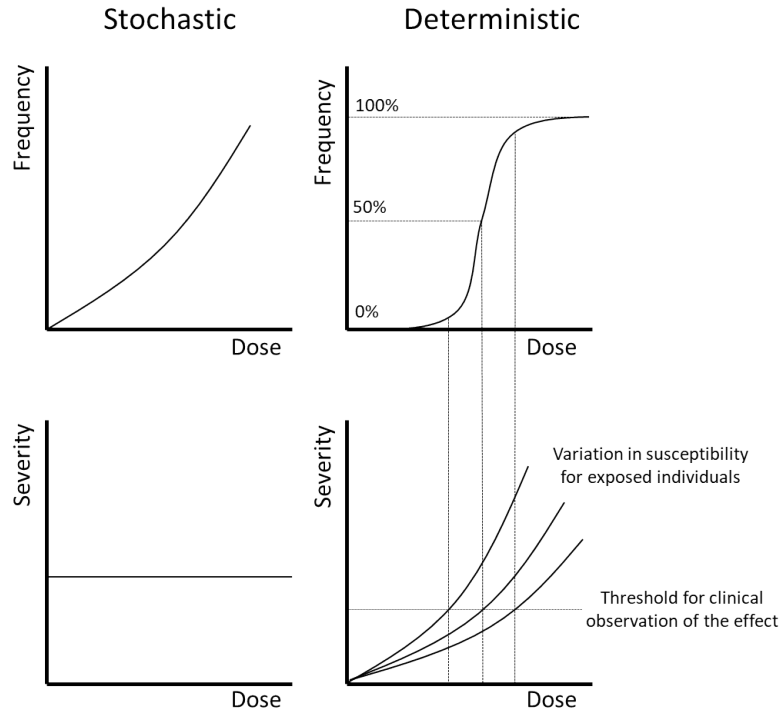 Stochastic
Deterministic
Frequency
Dose
Frequency
100%
50%
0%
Dose
Severity
Dose
Severity
Variation in susceptibility
for exposed individuals
Threshold for clinical
observation of the effect
Dose